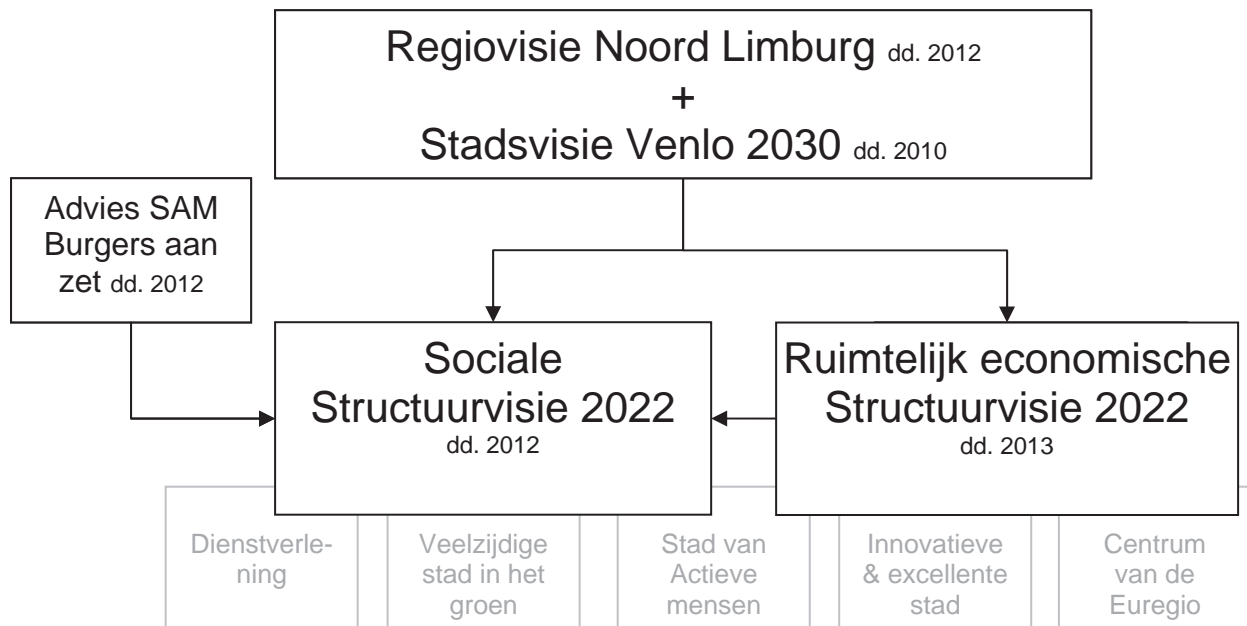 Regiovisie Noord Limburg dd. 2012
+
Stadsvisie Venlo 2030 dd. 2010
Advies SAM
Burgers aan
zet dd. 2012
Sociale
Structuurvisie 2022
dd. 2012
Ruimtelijk economische
Structuurvisie 2022
dd. 2013
Dienstverle-
ning
Veelzijdige
stad in het
groen
Stad van
Actieve
mensen
Innovatieve
& excellente
stad
Centrum
van de
Euregio